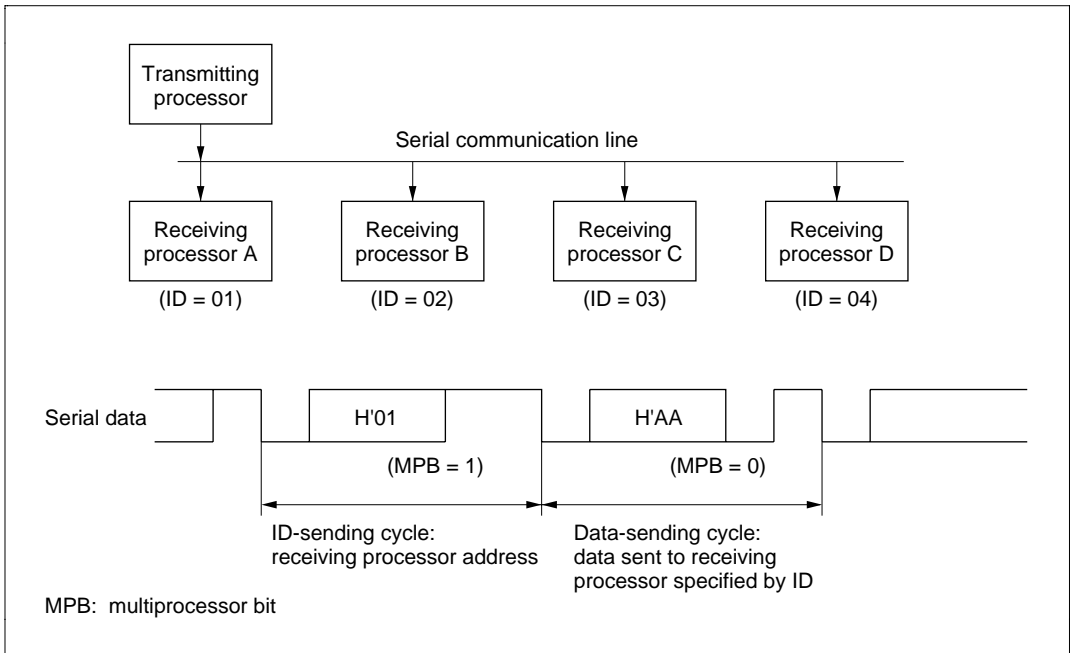 Transmitting
processor
Serial communication line
Receiving
processor A
Receiving
processor B
Receiving
processor C
Receiving
processor D
(ID = 01)
(ID = 02)
(ID = 03)
(ID = 04)
Serial data
H'01
H'AA
(MPB = 1)
(MPB = 0)
ID-sending cycle:
receiving processor address
Data-sending cycle:
data sent to receiving
processor specified by ID
MPB: multiprocessor bit